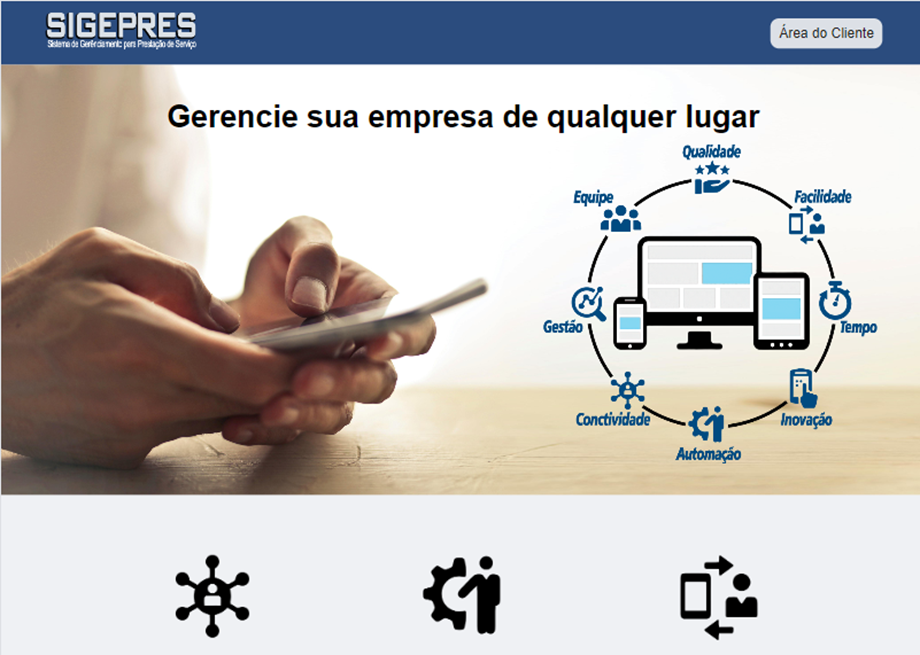 SIGEPRES
Sistema de Gerênciamento para Prestação de Serviço
Área do Cliente
Gerencie sua empresa de qualquer lugar
Qualidade
Equipe
Facilidade
Gestão
Tempo
Conctividade
Inovação
Automação